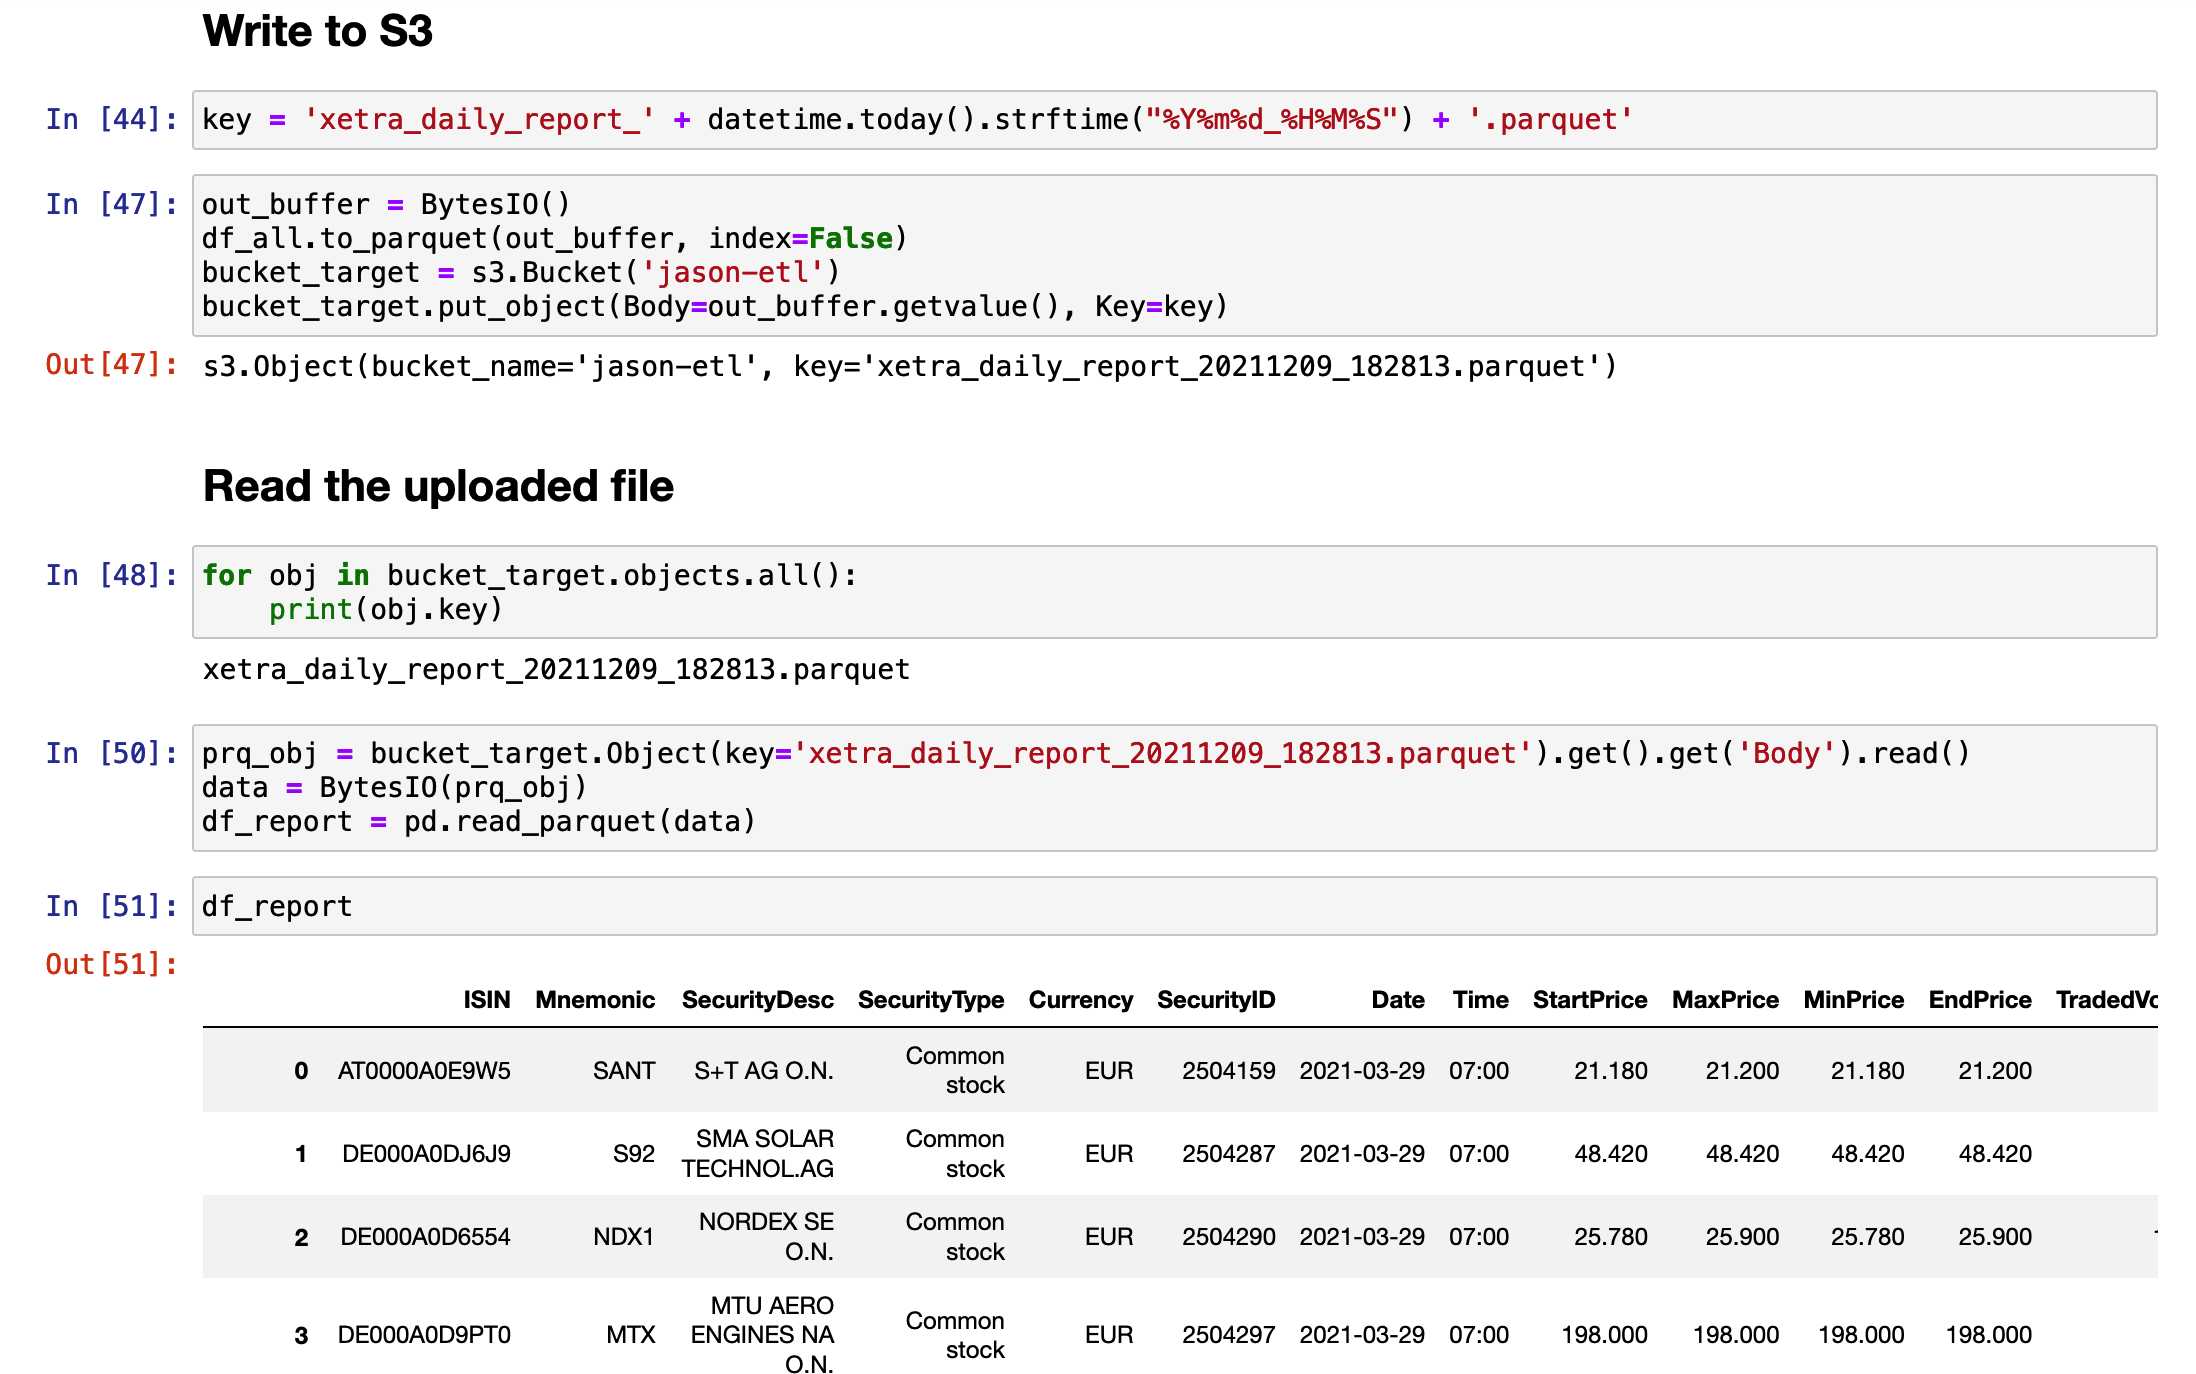 Write to S3
In [44]: key = 'xetra_daily_report_' + datetime.today().strftime("%Y%m%d_%H%M%S") + '.parquet'
In [47]: out_buffer = BytesIO()
df_all.to_parquet(out_buffer, index=False)
bucket_target = s3.Bucket('jason-etl')
bucket_target.put_object(Body=out_buffer.getvalue(), Key=key)
Out[47]: s3.Object(bucket_name='jason-etl', key='xetra_daily_report_20211209_182813.parquet')
Read the uploaded file
In [48]: for obj in bucket_target.objects.all():
    print(obj.key)
xetra_daily_report_20211209_182813.parquet
In [50]: prq_obj = bucket_target.Object(key='xetra_daily_report_20211209_182813.parquet').get().get('Body').read()
data = BytesIO(prq_obj)
df_report = pd.read_parquet(data)
In [51]: df_report
Out[51]:
ISIN Mnemonic SecurityDesc SecurityType Currency SecurityID Date Time StartPrice MaxPrice MinPrice EndPrice
0 AT0000A0E9W5 SANT S+T AG O.N. Common stock EUR 2504159 2021-03-29 07:00 21.180 21.200 21.180 21.200
1 DE000A0DJ6J9 S92 SMA SOLAR TECHNOL.AG Common stock EUR 2504287 2021-03-29 07:00 48.420 48.420 48.420 48.420
2 DE000A0D6554 NDX1 NORDEX SE O.N. Common stock EUR 2504290 2021-03-29 07:00 25.780 25.900 25.780 25.900
3 DE000A0D9PT0 MTX MTU AERO ENGINES NA O.N. Common stock EUR 2504297 2021-03-29 07:00 198.000 198.000 198.000 198.000